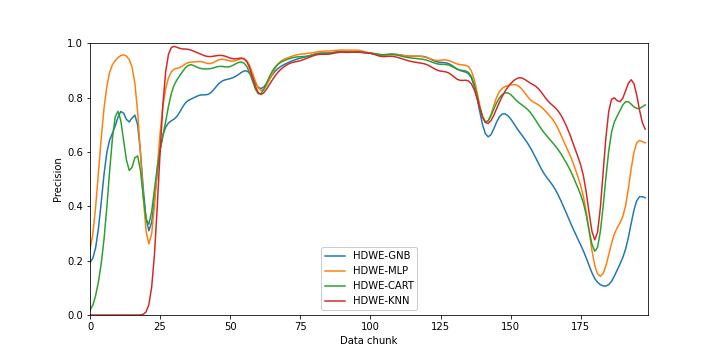 1.0
0.8
0.6
0.4
0.2
0.0
Precision
HDWE-GNB
HDWE-MLP
HDWE-CART
HDWE-KNN
0 25 50 75 100 125 150 175
Data chunk